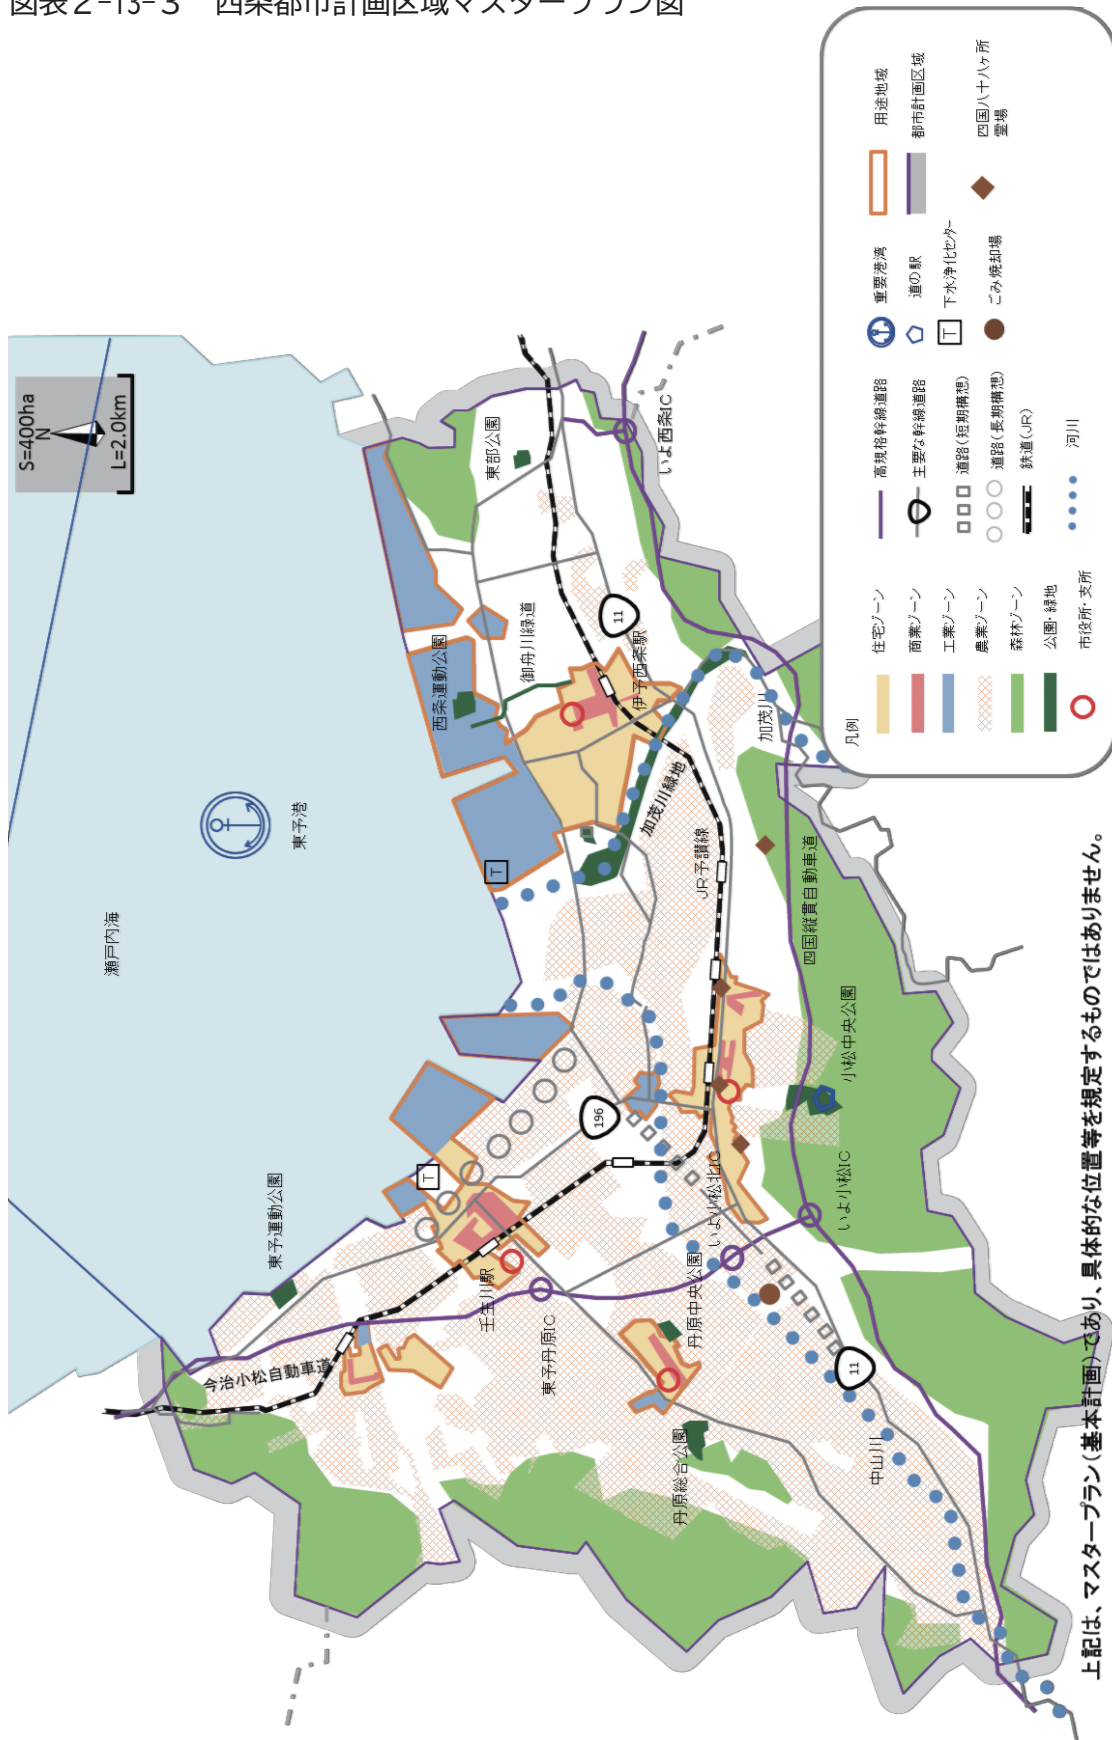 図表２-13-３　西条都市計画区域マスタープラン図
S=400ha
N
L=2.0km
瀬戸内海
東予港
東予運動公園
西条運動公園
東部公園
御舟川緑道
伊予西条駅
11
いよ西条IC
加茂川
加茂川緑地
JR予讃線
四国縦貫自動車道
小松中央公園
いよ小松IC
いよ小松北IC
196
T
T
壬生川駅
今治小松自動車道
東予丹原IC
丹原中央公園
丹原総合公園
中山川
11
凡例
住宅ゾーン
商業ゾーン
工業ゾーン
農業ゾーン
森林ゾーン
公園・緑地
市役所・支所
高規格幹線道路
主要な幹線道路
道路(短期構想)
道路(長期構想)
鉄道(JR)
河川
重要港湾
道の駅
T
下水浄化センター
ごみ焼却場
用途地域
都市計画区域
四国八十八ヶ所
霊場
上記は、マスタープラン(基本計画)であり、具体的な位置等を規定するものではありません。